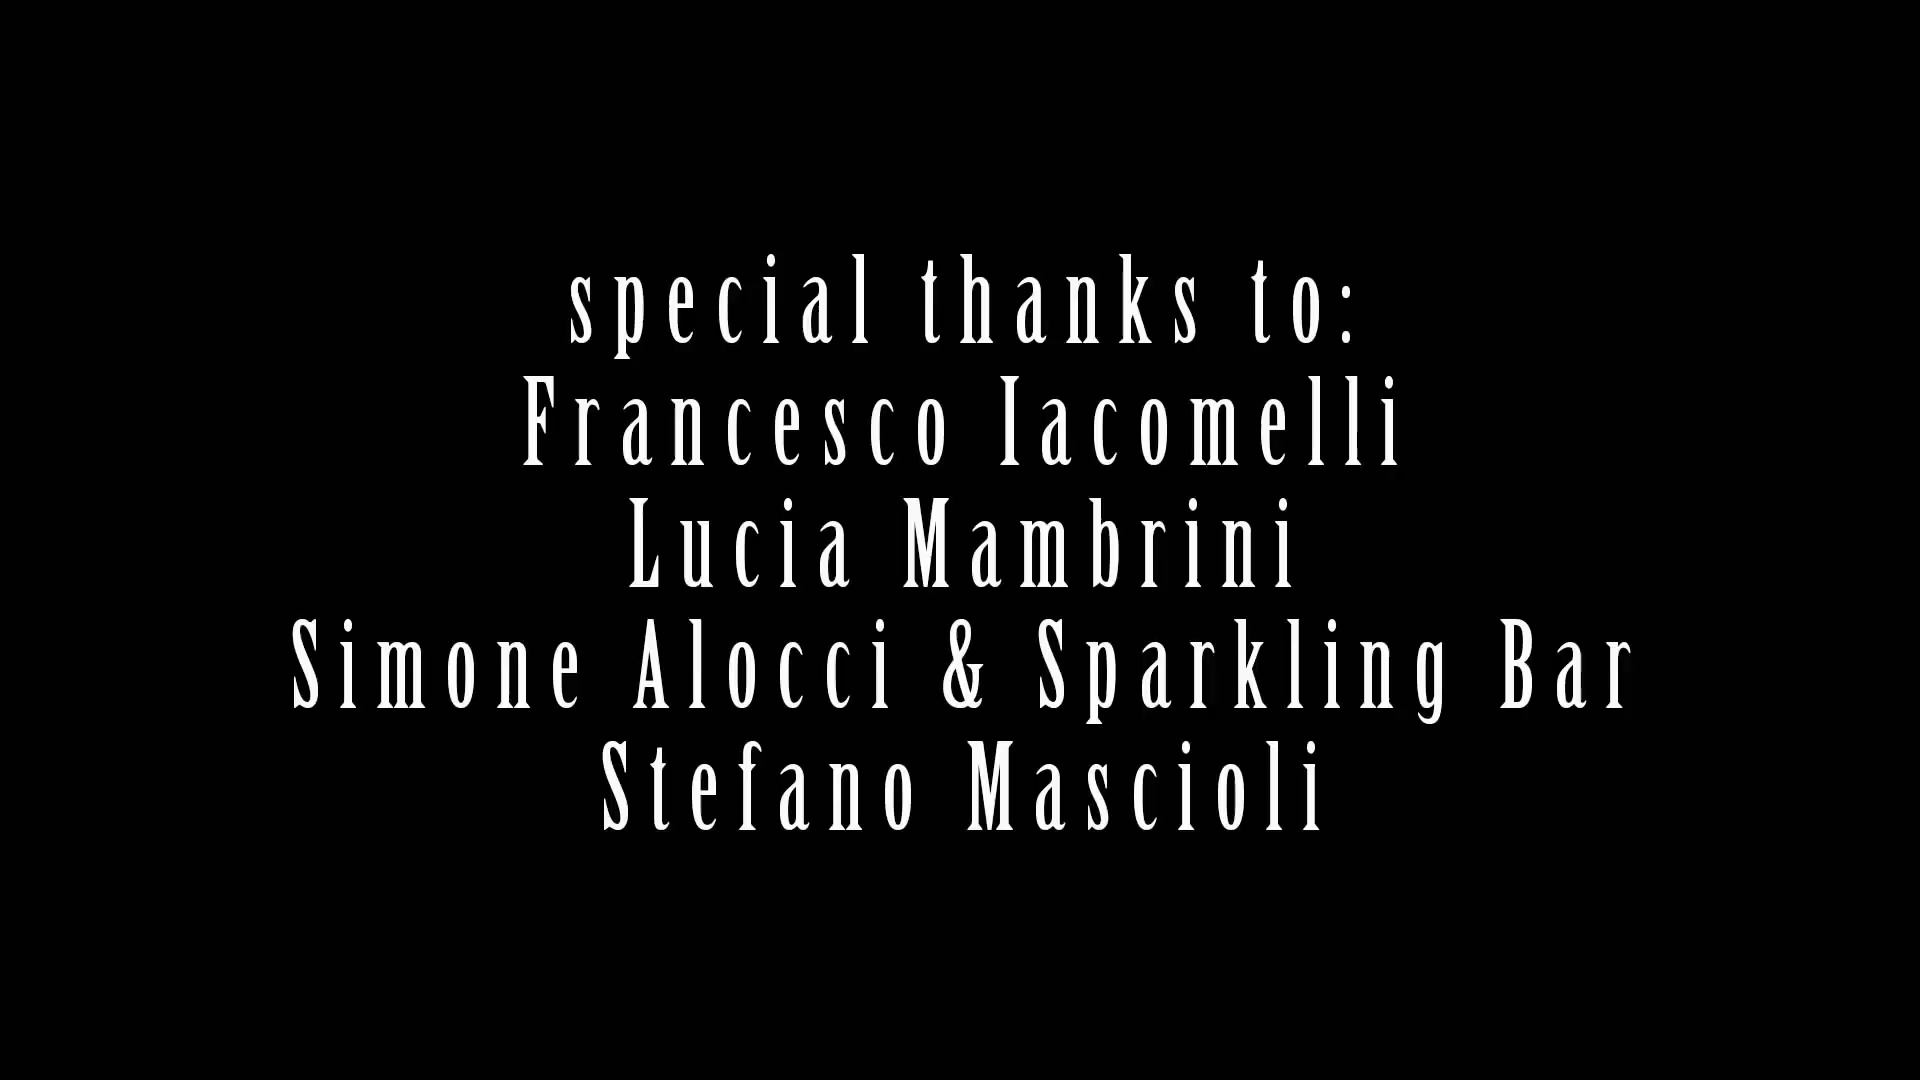 special thanks to:
Francesco Iacomelli
Lucia Mambrini
Simone Alocci & Sparkling Bar
Stefano Mascioli